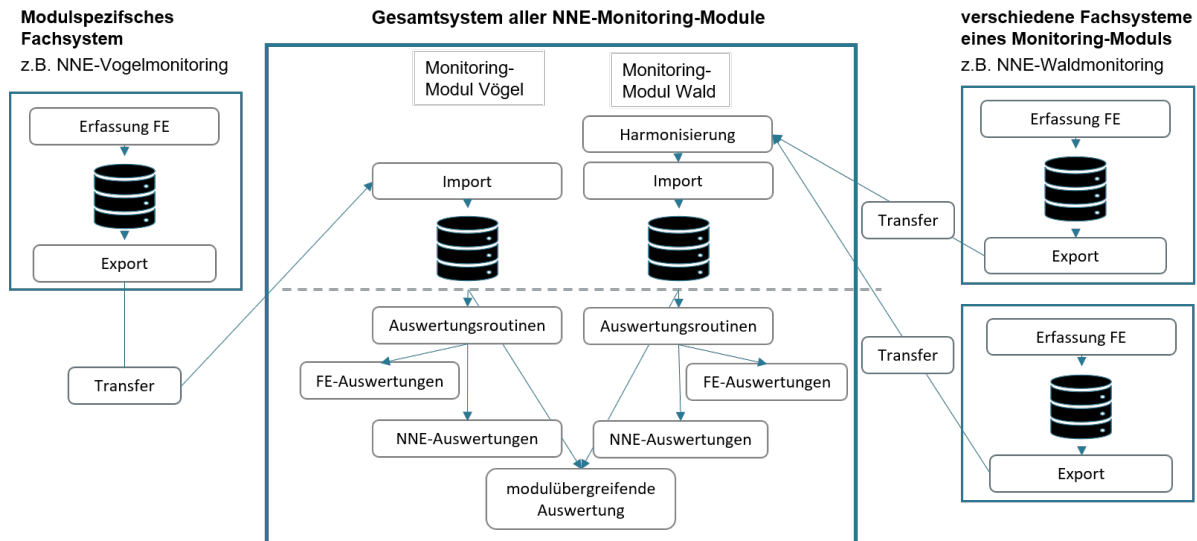 Modulspezifsches
Fachsystem
z.B. NNE-Vogelmonitoring
Erfassung FE
Export
Transfer
Gesamtsystem aller NNE-Monitoring-Module
Monitoring-
Modul Vögel
Monitoring-
Modul Wald
Harmonisierung
Import
Import
Auswertungsroutinen
Auswertungsroutinen
FE-Auswertungen
FE-Auswertungen
NNE-Auswertungen
NNE-Auswertungen
modulübergreifende
Auswertung
verschiedene Fachsysteme
eines Monitoring-Moduls
z.B. NNE-Waldmonitoring
Erfassung FE
Transfer
Export
Erfassung FE
Transfer
Export